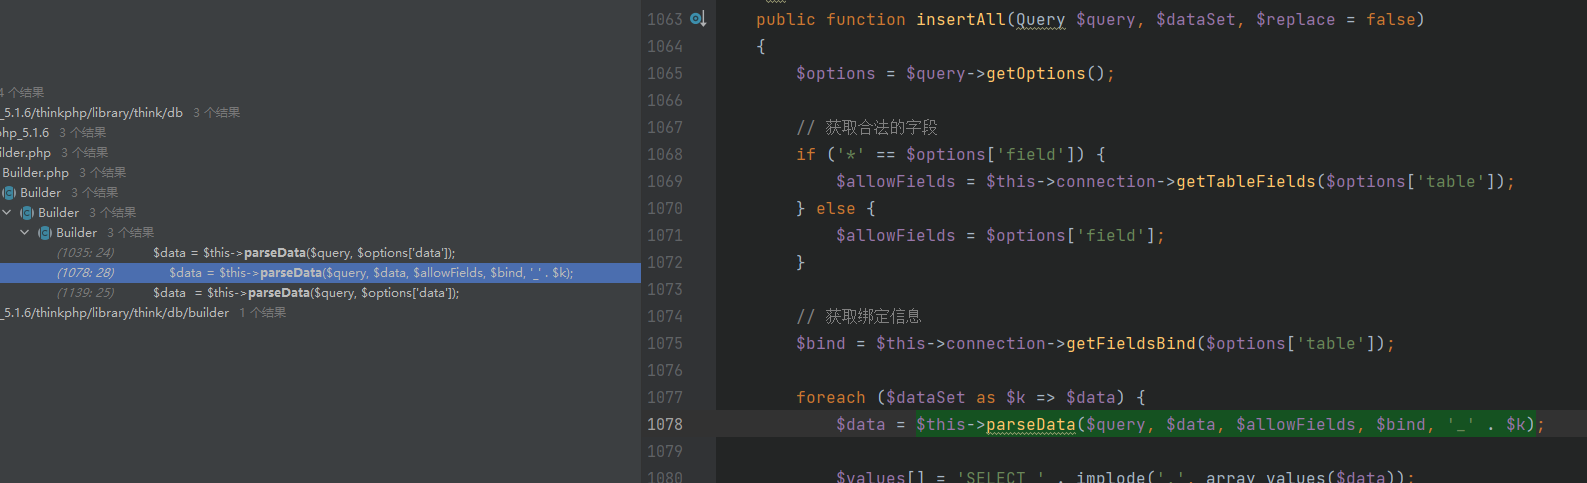 4 个结果
_5.1.6/thinkphp/library/think/db 3 个结果
php_5.1.6 3 个结果
ilder.php 3 个结果
Builder.php 3 个结果
Builder 3 个结果
Builder 3 个结果
Builder 3 个结果
(1035: 24) $data = $this->parseData($query, $options['data']);
(1078: 28) $data = $this->parseData($query, $data, $allowFields, $bind, '_' . $k);
(1139: 25) $data = $this->parseData($query, $options['data']);
_5.1.6/thinkphp/library/think/db/builder 1 个结果
1063 public function insertAll(Query $query, $dataSet, $replace = false)
1064 {
1065 $options = $query->getOptions();
1066
1067 // 获取合法的字段
1068 if ('*' == $options['field']) {
1069 $allowFields = $this->connection->getTableFields($options['table']);
1070 } else {
1071 $allowFields = $options['field'];
1072 }
1073
1074 // 获取绑定信息
1075 $bind = $this->connection->getFieldsBind($options['table']);
1076
1077 foreach ($dataSet as $k => $data) {
1078 $data = $this->parseData($query, $data, $allowFields, $bind, '_' . $k);
1079
1080 $values[] = 'SELECT ' . implode(',', array_values($data));